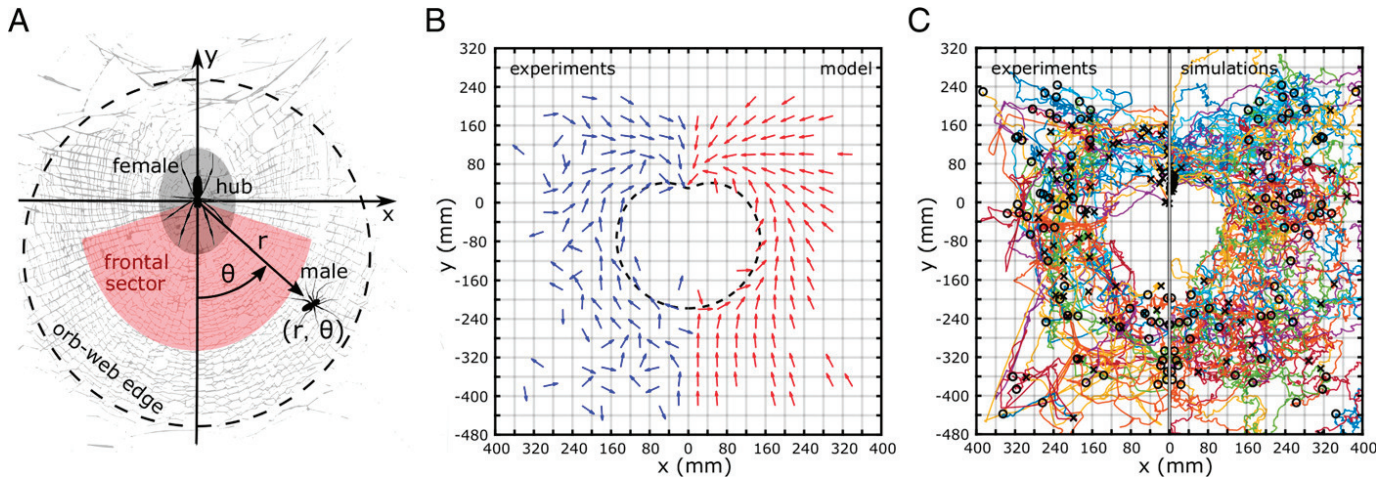 A
y
female
hub
x
r
frontal
sector
θ
male
(r, θ)
orb-web edge
B
320
240
160
80
0
-80
-160
-240
-320
-400
-480
y (mm)
experiments
model
400 320 240 160 80 0 80 160 240 320 400
x (mm)
C
320
240
160
80
0
-80
-160
-240
-320
-400
-480
y (mm)
experiments
simulations
400 320 240 160 80 0 80 160 240 320 400
x (mm)